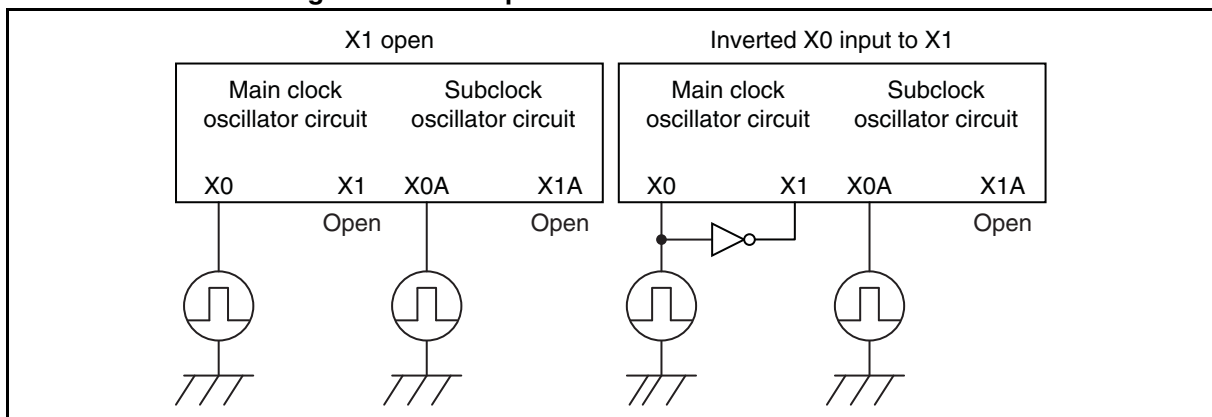 X1 open
Main clock
oscillator circuit
Subclock
oscillator circuit
X0 X1 X0A X1A
Open Open
Inverted X0 input to X1
Main clock
oscillator circuit
Subclock
oscillator circuit
X0 X1 X0A X1A
Open